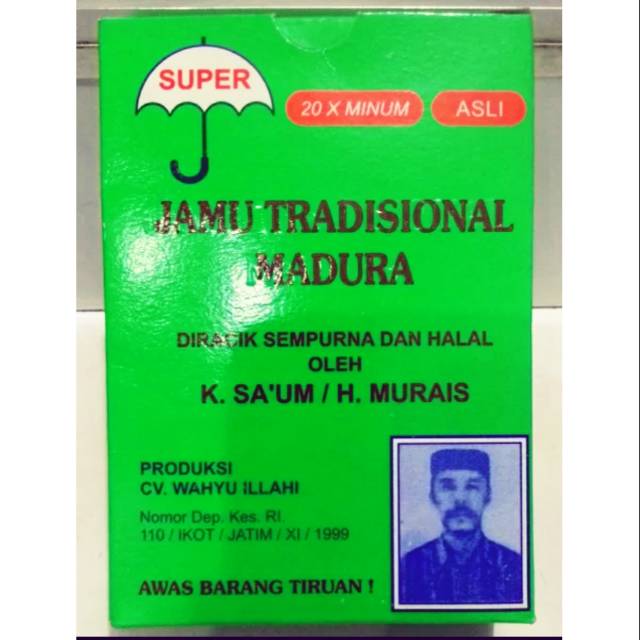 SUPER
20 X MINUM
ASLI
JAMU TRADISIONAL
MADURA
DIRACIK SEMPURNA DAN HALAL
OLEH
K. SA'UM / H. MURAIS
PRODUKSI
CV. WAHYU ILLAHI
Nomor Dep. Kes. RI.
110 / IKOT / JATIM / XI / 1999
AWAS BARANG TIRUAN !